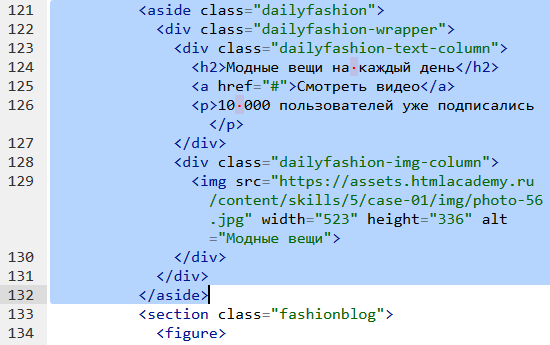 121 <aside class="dailyfashion">
122 <div class="dailyfashion-wrapper">
123 <div class="dailyfashion-text-column">
124 <h2>Модные вещи на·каждый день</h2>
125 <a href="#">Смотреть видео</a>
126 <p>10·000 пользователей уже подписались
</p>
127 </div>
128 <div class="dailyfashion-img-column">
129 <img src="https://assets.htmlacademy.ru
/content/skills/5/case-01/img/photo-56
.jpg" width="523" height="336" alt
="Модные вещи">
130 </div>
131 </div>
132 </aside>
133 <section class="fashionblog">
134 <figure>